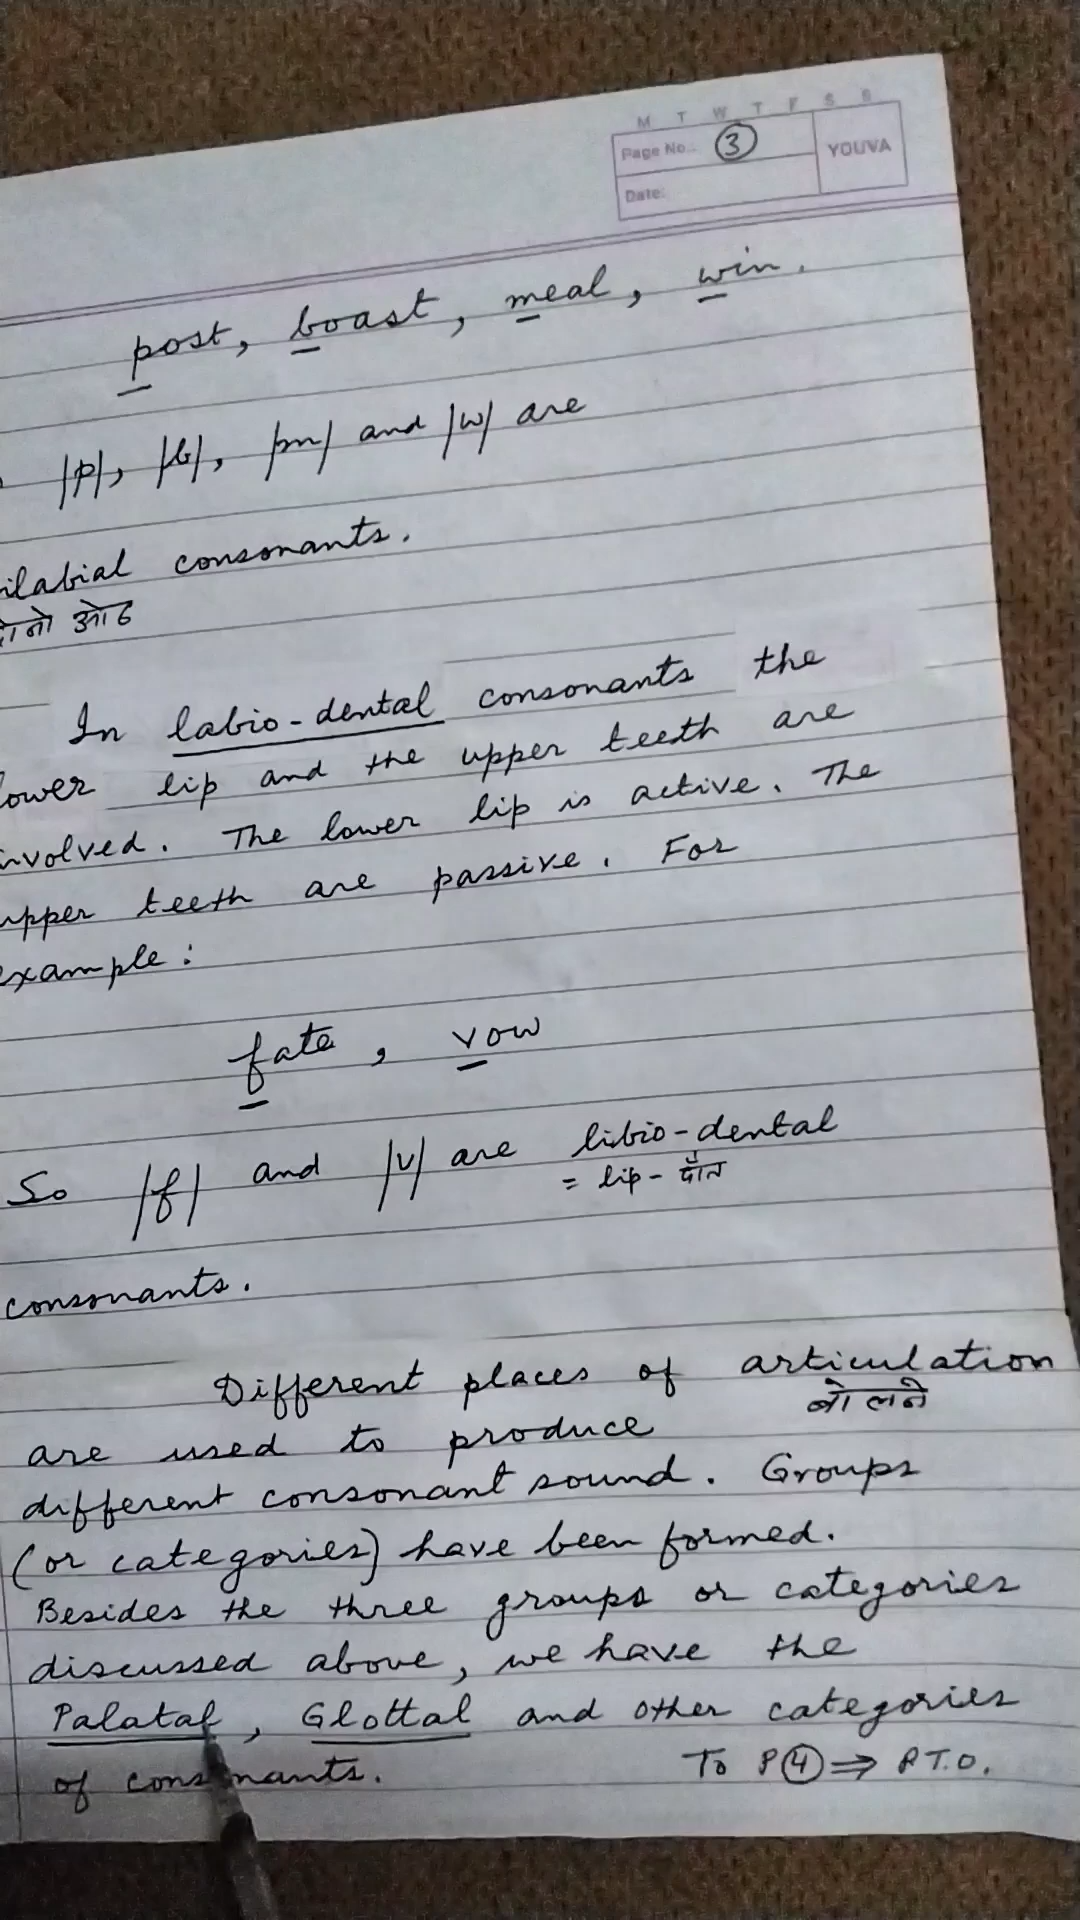 M T W T F S S
Page No.: 3
YOUVA
Date:
post, boast, meal, win.
/p/, /b/, /m/ and /w/ are
ilabial consonants.
दोनो ओठ
In labio-dental consonants the
lower lip and the upper teeth are
involved. The lower lip is active. The
upper teeth are passive. For
example:
fate, vow
So /f/ and /v/ are libio-dental
= lip-दाँत
consonants.
Different places of articulation
बोलने
are used to produce
different consonant sound. Groups
(or categories) have been formed.
Besides the three groups or categories
discussed above, we have the
Palatal, Glottal and other categories
of consonants.
To P 4 ⇒ P.T.O.